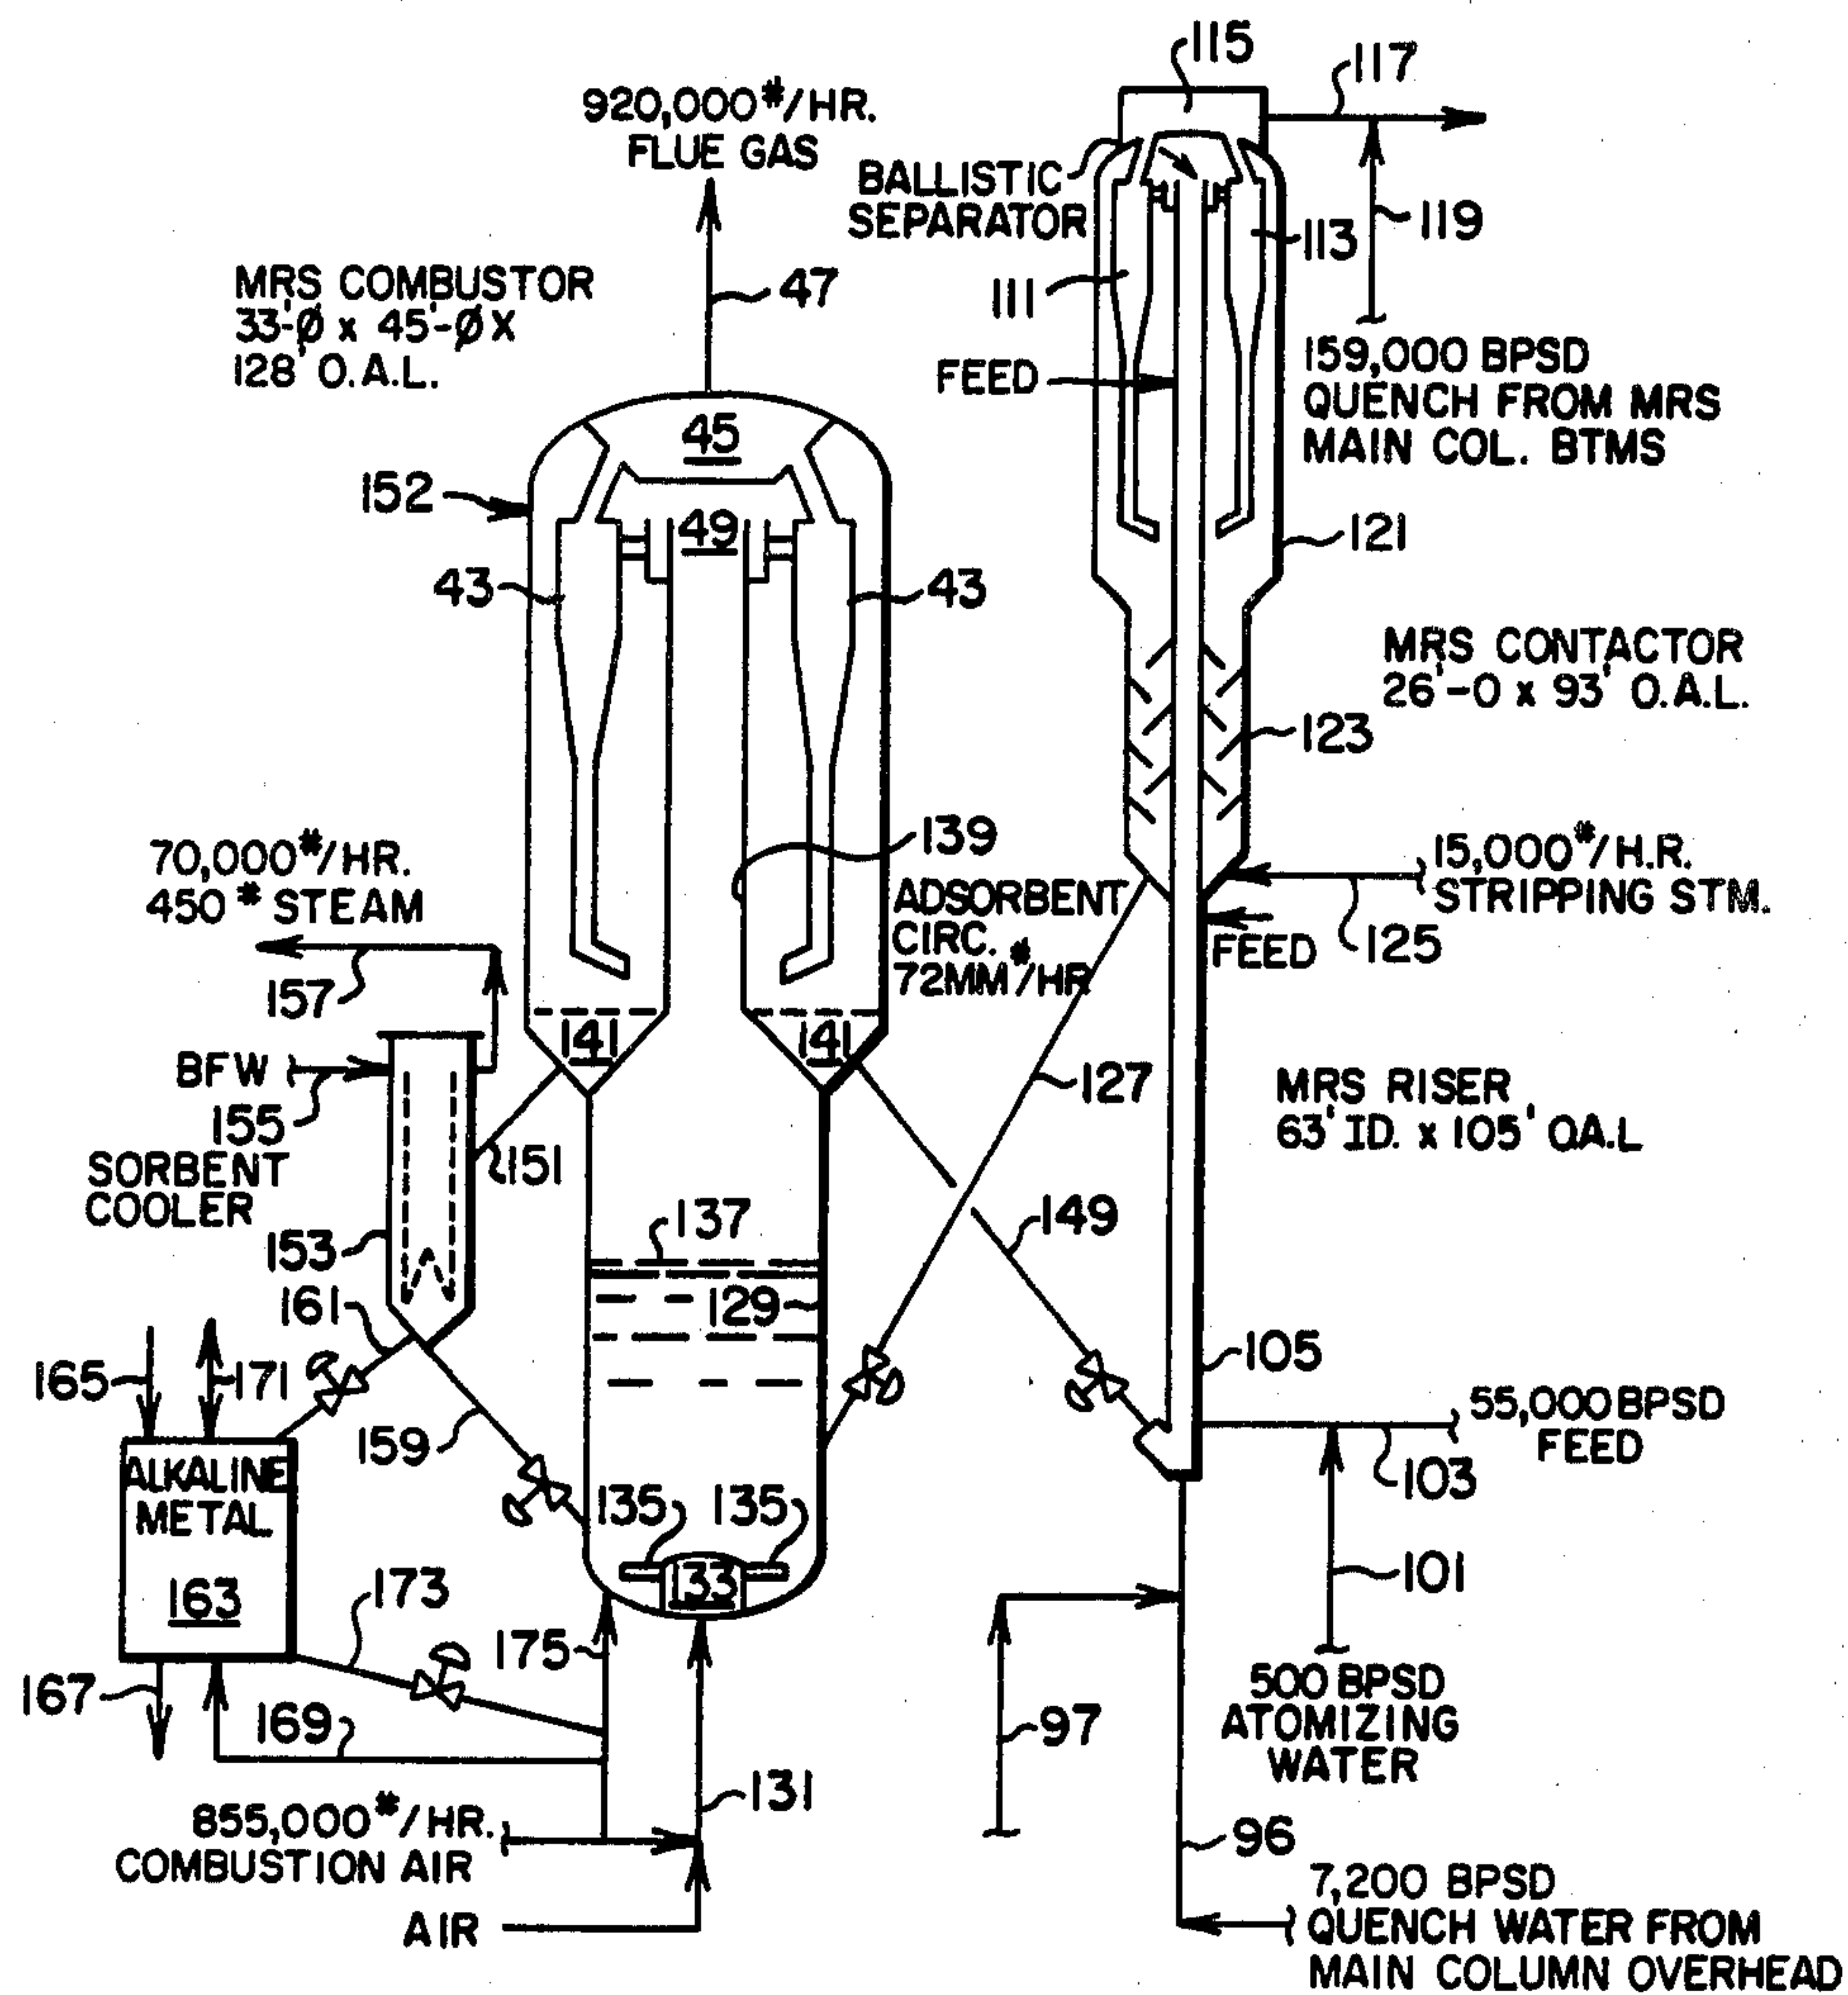 115
117
920,000#/HR.
FLUE GAS
BALLISTIC
SEPARATOR
119
113
MRS COMBUSTOR
33'-Ø x 45'-Ø X
128' O.A.L.
47
111
FEED
159,000 BPSD
QUENCH FROM MRS
MAIN COL. BTMS
45
152
49
121
43
43
MRS CONTACTOR
26'-0 x 93' O.A.L.
123
139
70,000#/HR.
450# STEAM
ADSORBENT
CIRC.
72MM#/HR
15,000#/H.R.
STRIPPING STM.
FEED
125
157
141
141
BFW
155
127
MRS RISER
63' ID. x 105' OA.L
SORBENT
COOLER
151
153
137
149
129
161
165
171
105
159
55,000 BPSD
FEED
103
ALKALINE
METAL
163
135
135
133
173
101
175
167
169
97
500 BPSD
ATOMIZING
WATER
131
855,000#/HR.
COMBUSTION AIR
96
AIR
7,200 BPSD
QUENCH WATER FROM
MAIN COLUMN OVERHEAD